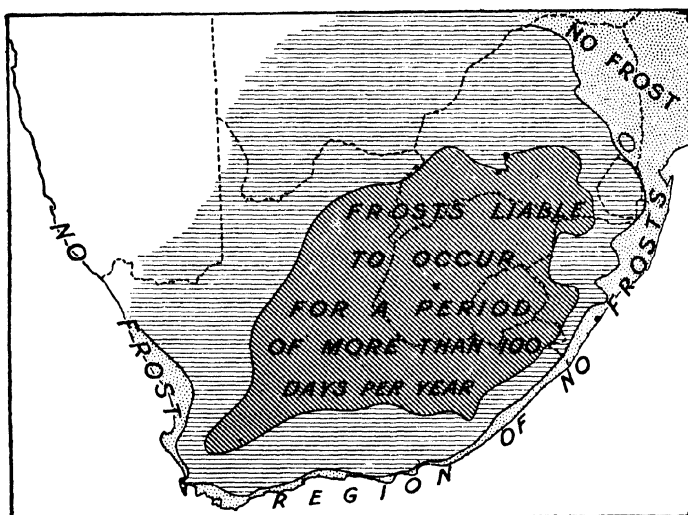 NO FROST
NO FROST
FROSTS LIABLE
TO OCCUR
FOR A PERIOD
OF MORE THAN 100
DAYS PER YEAR
REGION OF NO FROSTS